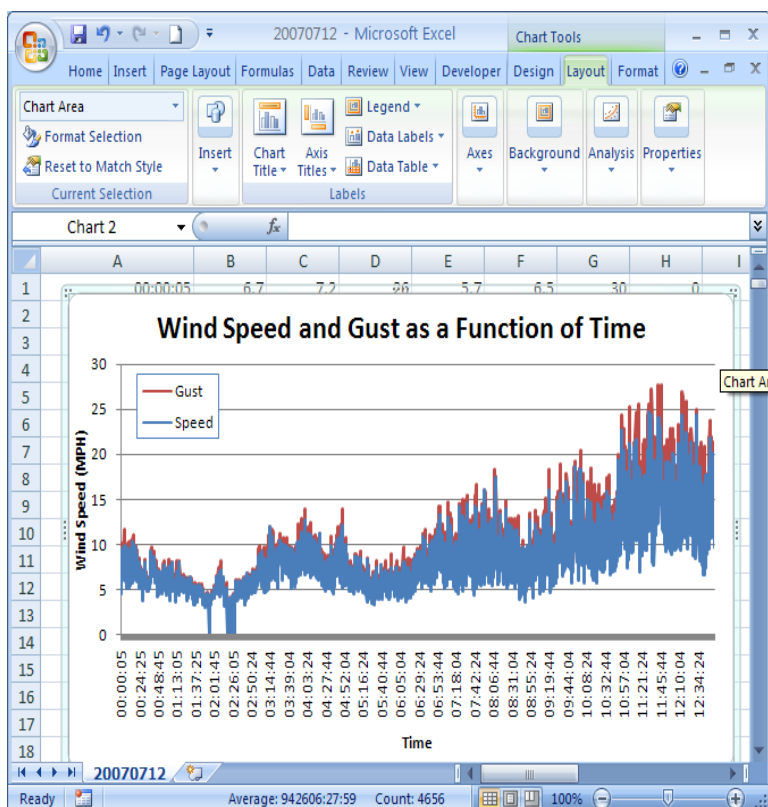 20070712 - Microsoft Excel
Chart Tools
Home Insert Page Layout Formulas Data Review View Developer Design Layout Format
Chart Area
Format Selection
Reset to Match Style
Current Selection
Insert
Chart Title
Axis Titles
Legend
Data Labels
Data Table
Labels
Axes
Background
Analysis
Properties
Chart 2
fx
A B C D E F G H I
1 00:00:05 6.7 7.2 26 5.7 6.5 30 0
2
3
4
5
6
7
8
9
10
11
12
13
14
15
16
17
18
Wind Speed and Gust as a Function of Time
Gust
Speed
Chart A
Wind Speed (MPH)
30
25
20
15
10
5
0
00:00:05
00:24:25
00:48:45
01:13:05
01:37:25
02:01:45
02:26:05
02:50:24
03:14:44
03:39:04
04:03:24
04:27:44
04:52:04
05:16:24
05:40:44
06:05:04
06:29:24
06:53:44
07:18:04
07:42:24
08:06:44
08:31:04
08:55:24
09:19:44
09:44:04
10:08:24
10:32:44
10:57:04
11:21:24
11:45:44
12:10:04
12:34:24
Time
20070712
Ready Average: 942606:27:59 Count: 4656 100%